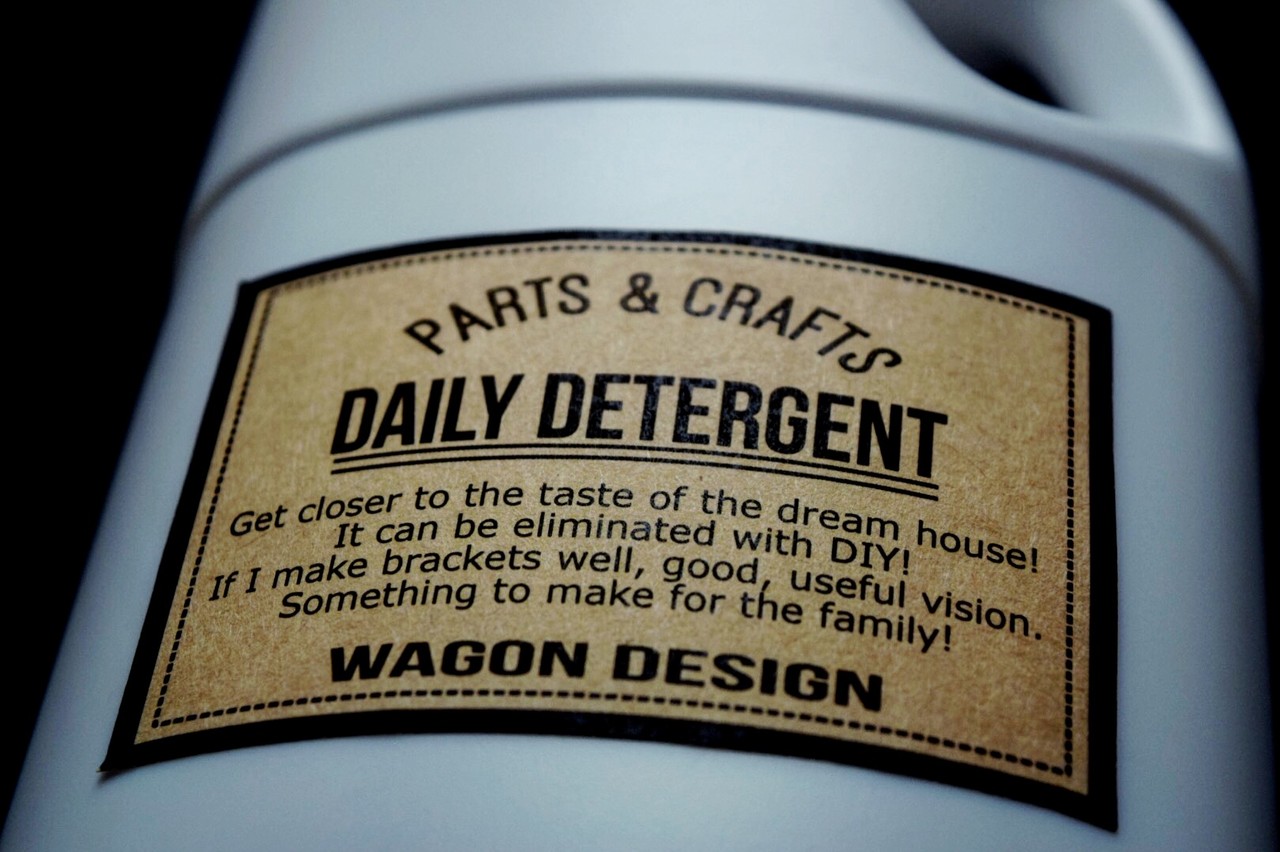 PARTS & CRAFTS
DAILY DETERGENT
Get closer to the taste of the dream house!
It can be eliminated with DIY!
If I make brackets well, good, useful vision.
Something to make for the family!
WAGON DESIGN